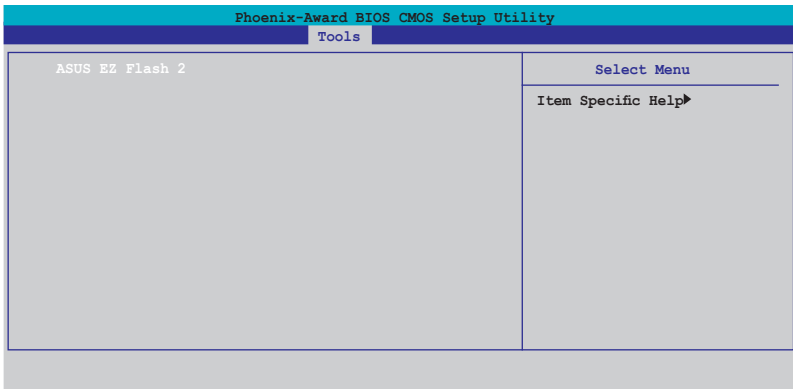 Phoenix-Award BIOS CMOS Setup Utility
Tools
ASUS EZ Flash 2
Select Menu
Item Specific Help